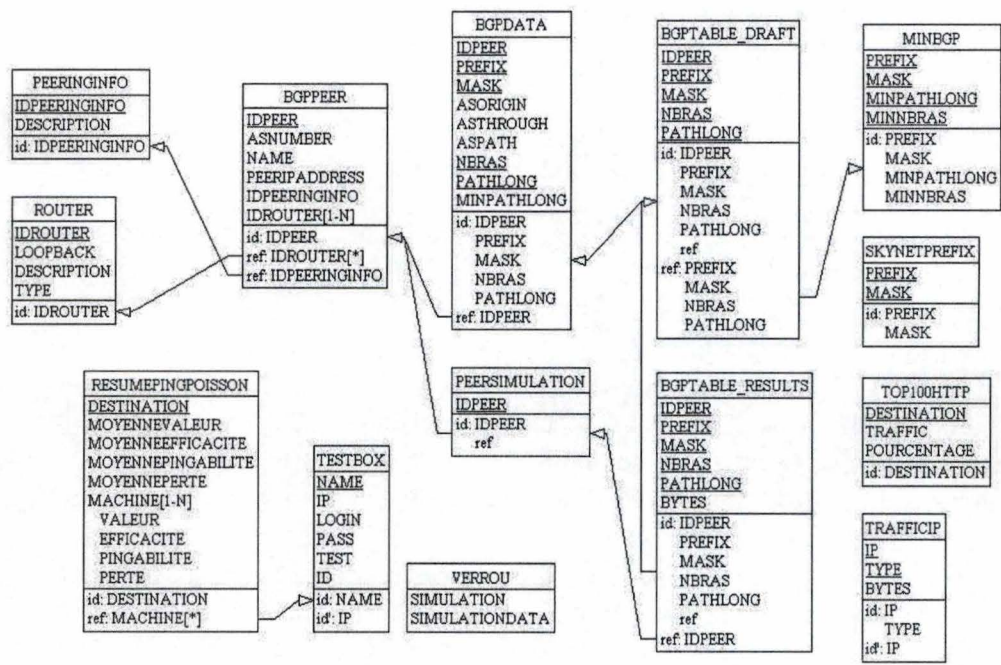 PEERINGINFO
IDPEERINGINFO
DESCRIPTION
id: IDPEERINGINFO
ROUTER
IDROUTER
LOOPBACK
DESCRIPTION
TYPE
id: IDROUTER
BGPPEER
IDPEER
ASNUMBER
NAME
PEERIPADDRESS
IDPEERINGINFO
IDROUTER[1-N]
id: IDPEER
ref: IDROUTER[*]
ref: IDPEERINGINFO
BGPDATA
IDPEER
PREFIX
MASK
ASORIGIN
ASTHROUGH
ASPATH
NBRAS
PATHLONG
MINPATHLONG
id: IDPEER
PREFIX
MASK
NBRAS
PATHLONG
ref: IDPEER
BGPTABLE_DRAFT
IDPEER
PREFIX
MASK
NBRAS
PATHLONG
id: IDPEER
PREFIX
MASK
NBRAS
PATHLONG
ref
ref: PREFIX
MASK
NBRAS
PATHLONG
MINBGP
PREFIX
MASK
MINPATHLONG
MINNBRAS
id: PREFIX
MASK
MINPATHLONG
MINNBRAS
SKYNETPREFIX
PREFIX
MASK
id: PREFIX
MASK
RESUMEPINGPOISSON
DESTINATION
MOYENNEVALEUR
MOYENNEEFFICACITE
MOYENNEPINGABILITE
MOYENNEPERTE
MACHINE[1-N]
VALEUR
EFFICACITE
PINGABILITE
PERTE
id: DESTINATION
ref: MACHINE[*]
TESTBOX
NAME
IP
LOGIN
PASS
TEST
ID
id: NAME
id': IP
PEERSIMULATION
IDPEER
id: IDPEER
ref
VERROU
SIMULATION
SIMULATIONDATA
BGPTABLE_RESULTS
IDPEER
PREFIX
MASK
NBRAS
PATHLONG
BYTES
id: IDPEER
PREFIX
MASK
NBRAS
PATHLONG
ref
ref: IDPEER
TOP100HTTP
DESTINATION
TRAFFIC
POURCENTAGE
id: DESTINATION
TRAFFICIP
IP
TYPE
BYTES
id: IP
TYPE
id': IP